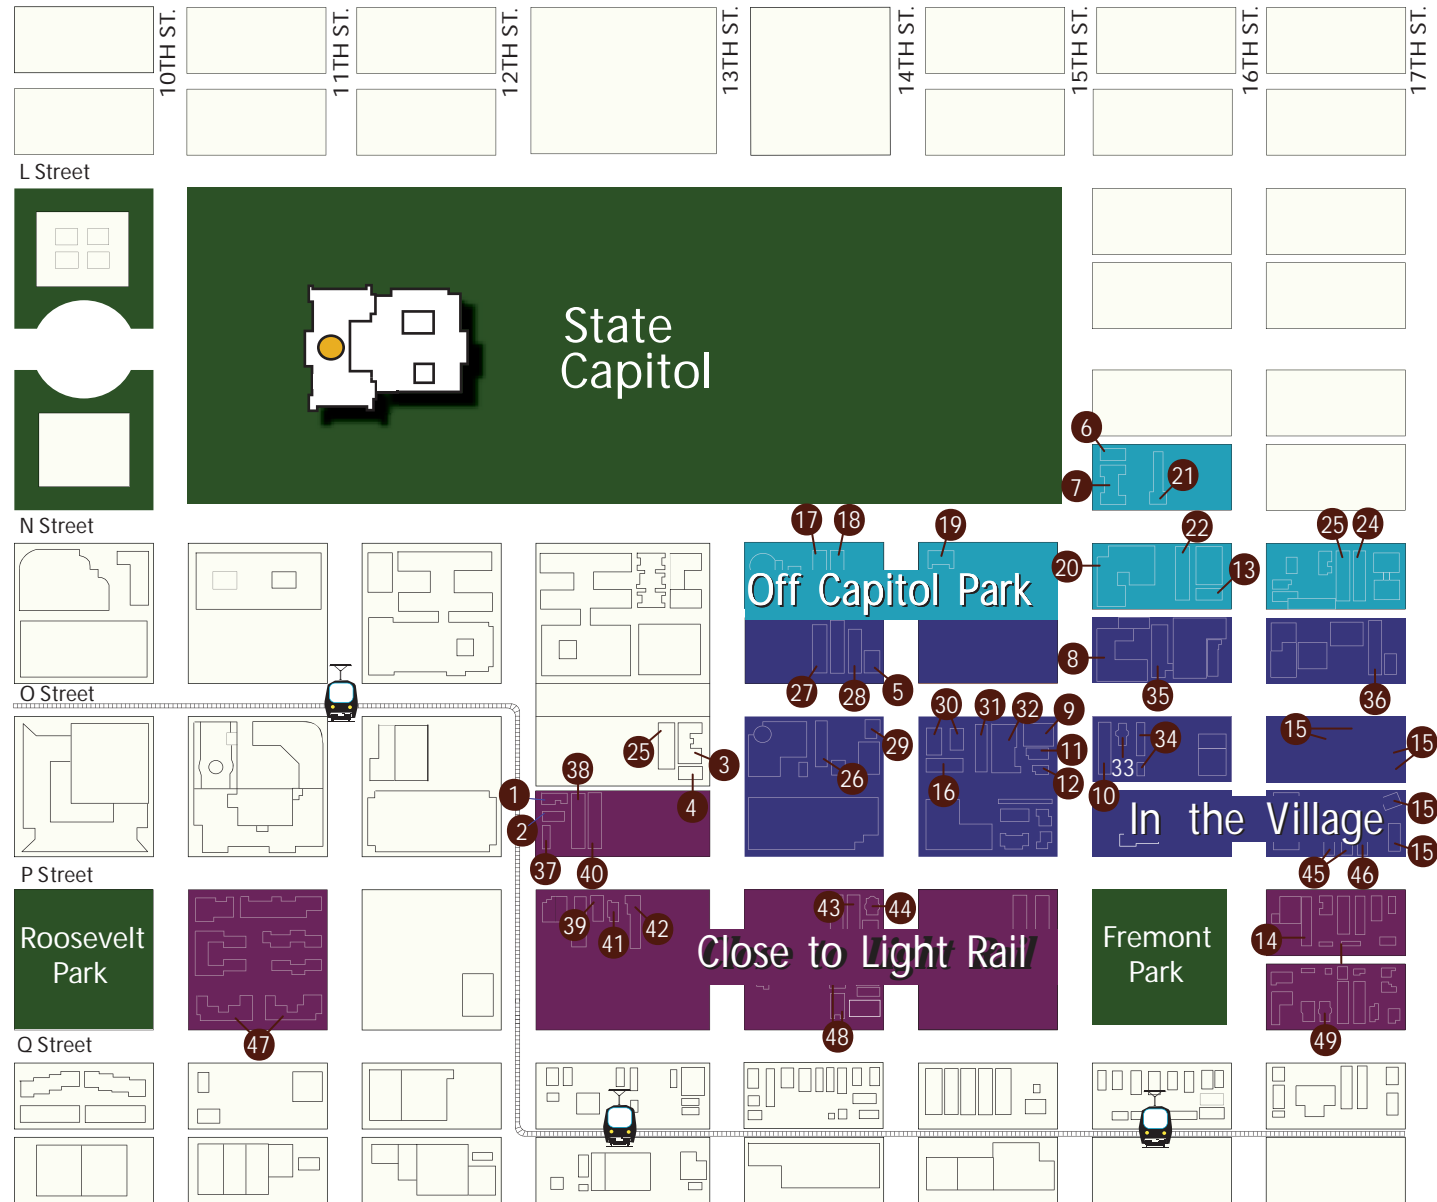 10TH ST.
11TH ST.
12TH ST.
13TH ST.
14TH ST.
15TH ST.
16TH ST.
17TH ST.
L Street
State
Capitol
6
7
21
N Street
17
18
19
22
25
24
20
13
Off Capitol Park
8
27
28
5
35
36
O Street
30
31
32
9
15
25
3
29
11
34
15
38
26
16
12
10
33
1
4
15
2
In the Village
37
40
45
46
15
P Street
39
41
42
43
44
14
Roosevelt
Park
Close to Light Rail
Fremont
Park
47
48
49
Q Street